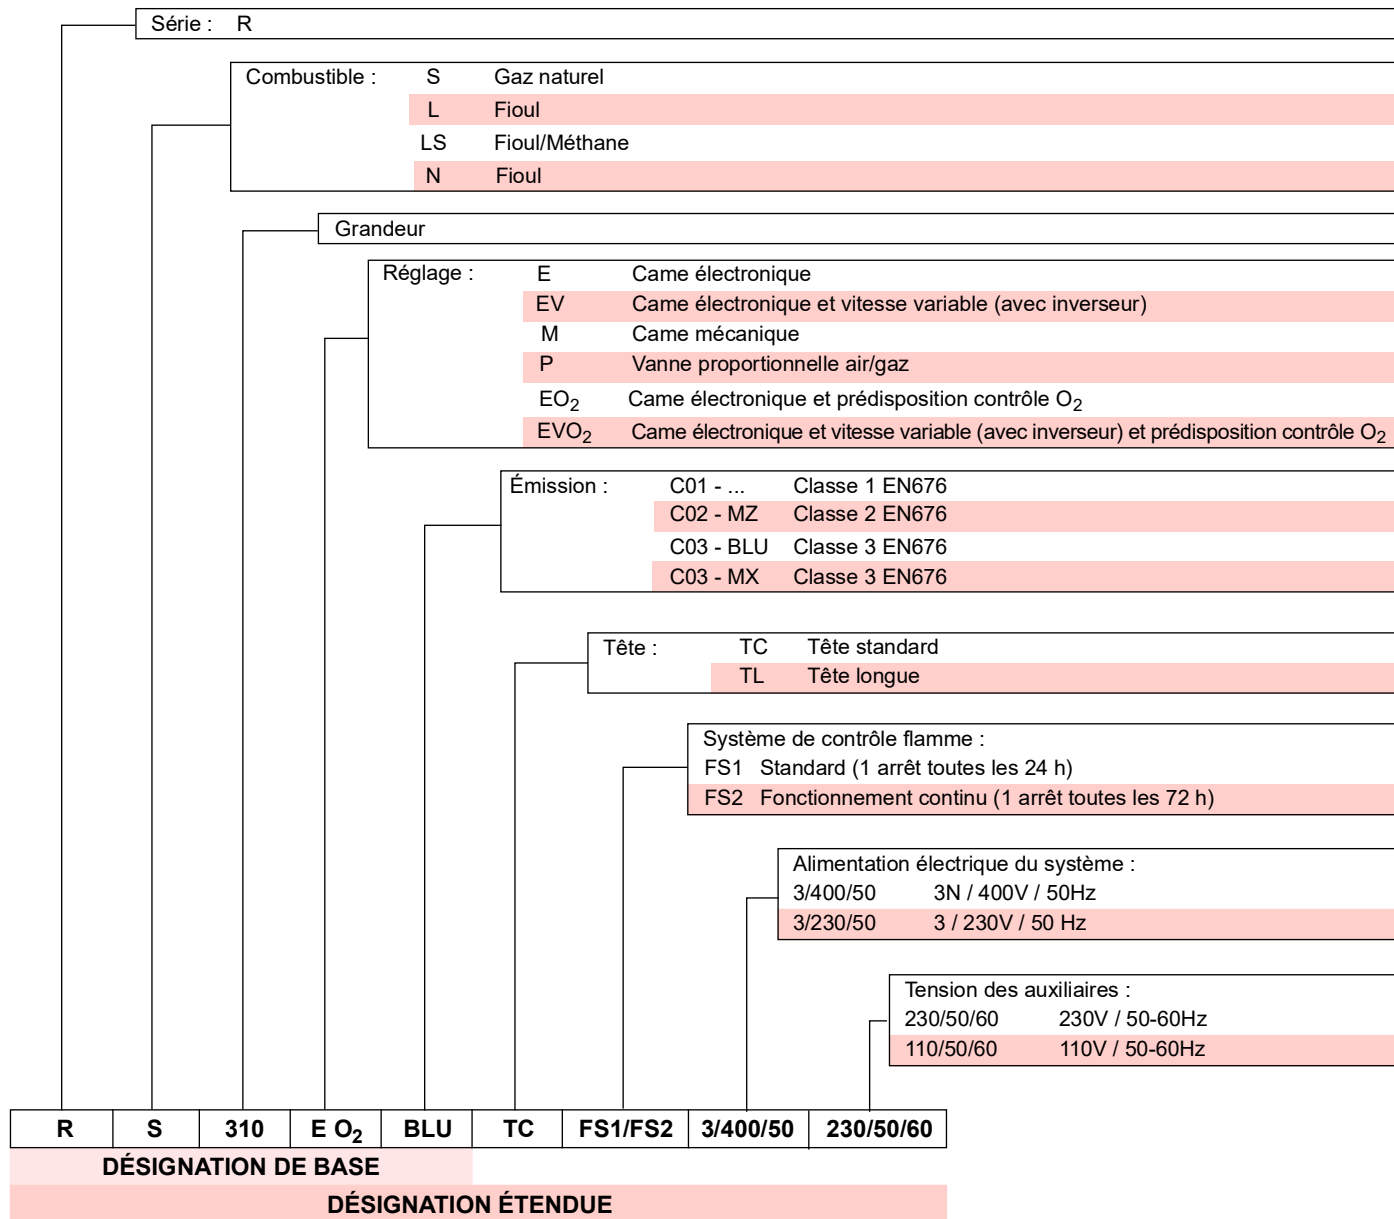 Série : R
Combustible : S Gaz naturel
L Fioul
LS Fioul/Méthane
N Fioul
Grandeur
Réglage : E Came électronique
EV Came électronique et vitesse variable (avec inverseur)
M Came mécanique
P Vanne proportionnelle air/gaz
EO2 Came électronique et prédisposition contrôle O2
EVO2 Came électronique et vitesse variable (avec inverseur) et prédisposition contrôle O2
Émission : C01 - ... Classe 1 EN676
C02 - MZ Classe 2 EN676
C03 - BLU Classe 3 EN676
C03 - MX Classe 3 EN676
Tête : TC Tête standard
TL Tête longue
Système de contrôle flamme :
FS1 Standard (1 arrêt toutes les 24 h)
FS2 Fonctionnement continu (1 arrêt toutes les 72 h)
Alimentation électrique du système :
3/400/50 3N / 400V / 50Hz
3/230/50 3 / 230V / 50 Hz
Tension des auxiliaires :
230/50/60 230V / 50-60Hz
110/50/60 110V / 50-60Hz
R S 310 E O2 BLU TC FS1/FS2 3/400/50 230/50/60
DÉSIGNATION DE BASE
DÉSIGNATION ÉTENDUE